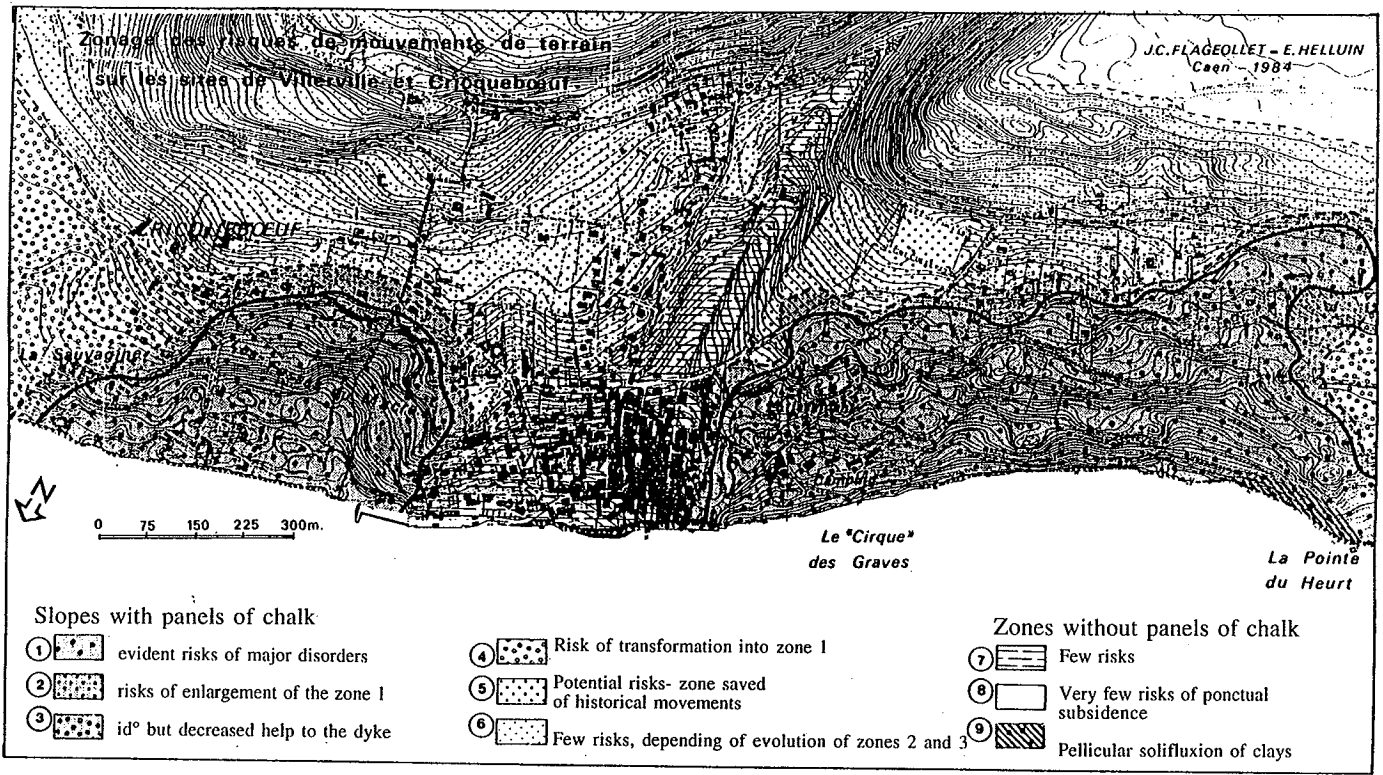 Zonage des risques de mouvements de terrain
sur les sites de Villerville et Cricquebœuf
J.C. FLAGEOLLET - E. HELLUIN
Caen - 1984
La Sauvaginer
Camping
N
0 75 150 225 300m.
Le "Cirque"
des Graves
La Pointe
du Heurt
Slopes with panels of chalk
1 evident risks of major disorders
2 risks of enlargement of the zone 1
3 id° but decreased help to the dyke
4 Risk of transformation into zone 1
5 Potential risks- zone saved
of historical movements
6 Few risks, depending of evolution of zones 2 and 3
Zones without panels of chalk
7 Few risks
8 Very few risks of ponctual
subsidence
9 Pellicular solifluxion of clays